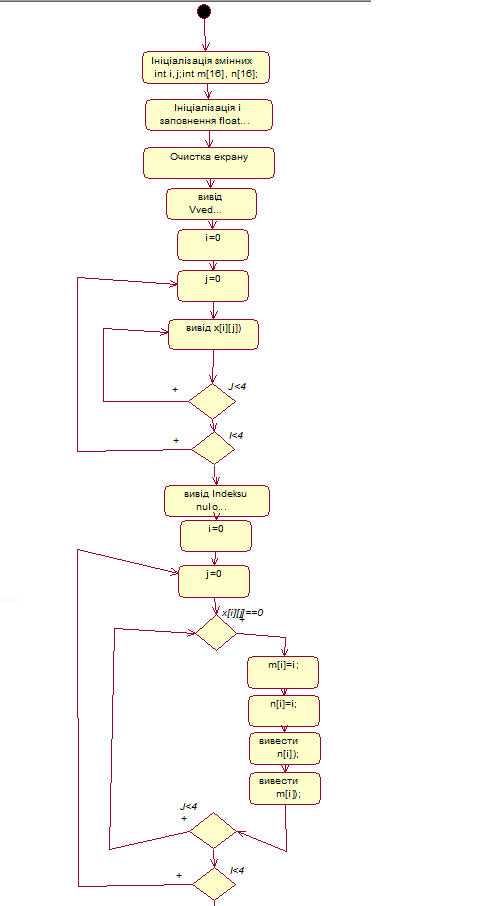 Ініціалізація змінних
int i,j;int m[16], n[16];
Ініціалізація і
заповнення float...
Очистка екрану
вивід
Vved...
i=0
j=0
вивід x[i][j])
J<4
+
I<4
+
вивід Indeksu
nulo...
i=0
j=0
x[i][j]==0
+
m[i]=i;
n[i]=i;
вивести
n[i]);
вивести
m[i]);
J<4
+
I<4
+